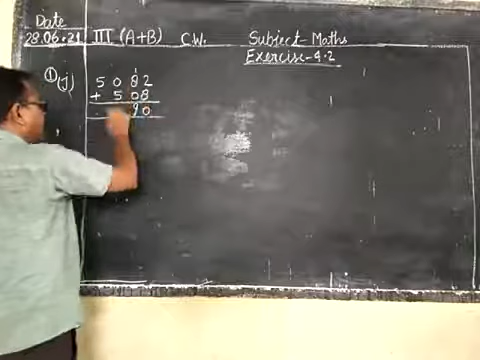 Date
28.06.21 III (A+B) C.W. Subject - Maths
Exercise - 4.2
1
① (j) 5 0 8 2
+ 5 0 8
9 0